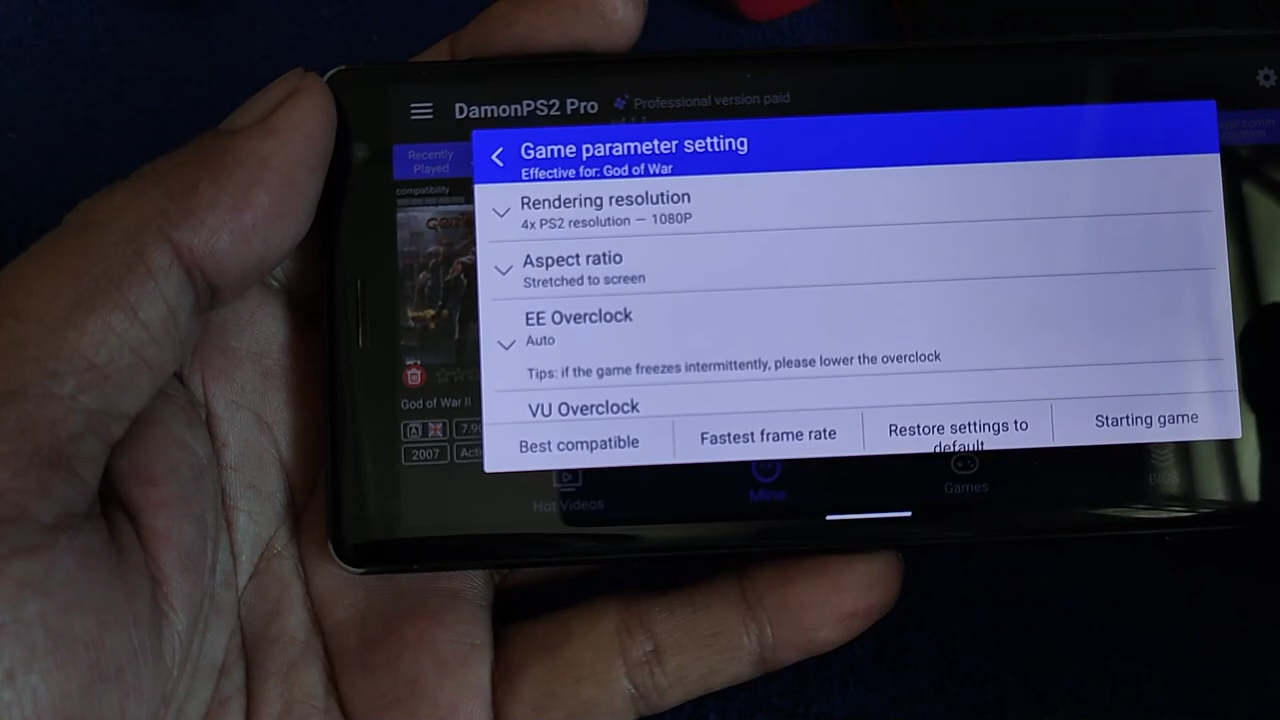 DamonPS2 Pro
Professional version paid
Recently
Played
Game parameter setting
Effective for: God of War
compatibility
Rendering resolution
4x PS2 resolution — 1080P
Aspect ratio
Stretched to screen
EE Overclock
Auto
Tips: if the game freezes intermittently, please lower the overclock
VU Overclock
God of War II
2007
Best compatible
Fastest frame rate
Restore settings to
default
Starting game
Hot Videos
Mine
Games